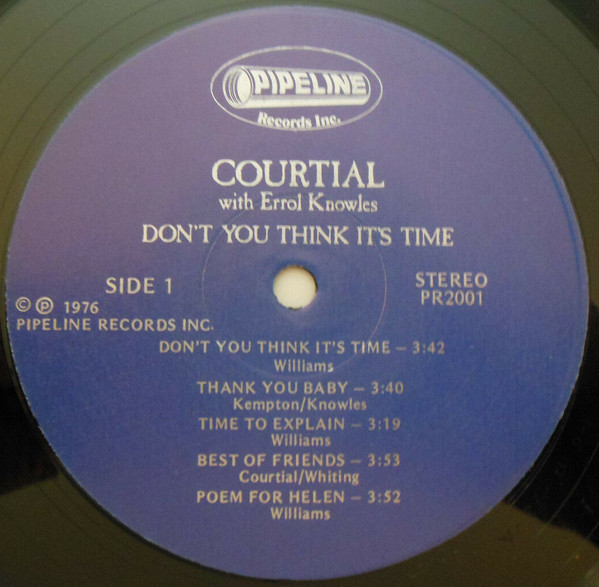 PIPELINE
Records Inc.
COURTIAL
with Errol Knowles
DON'T YOU THINK IT'S TIME
SIDE 1
STEREO
PR2001
© ℗ 1976
PIPELINE RECORDS INC.
DON'T YOU THINK IT'S TIME – 3:42
Williams
THANK YOU BABY – 3:40
Kempton/Knowles
TIME TO EXPLAIN – 3:19
Williams
BEST OF FRIENDS – 3:53
Courtial/Whiting
POEM FOR HELEN – 3:52
Williams